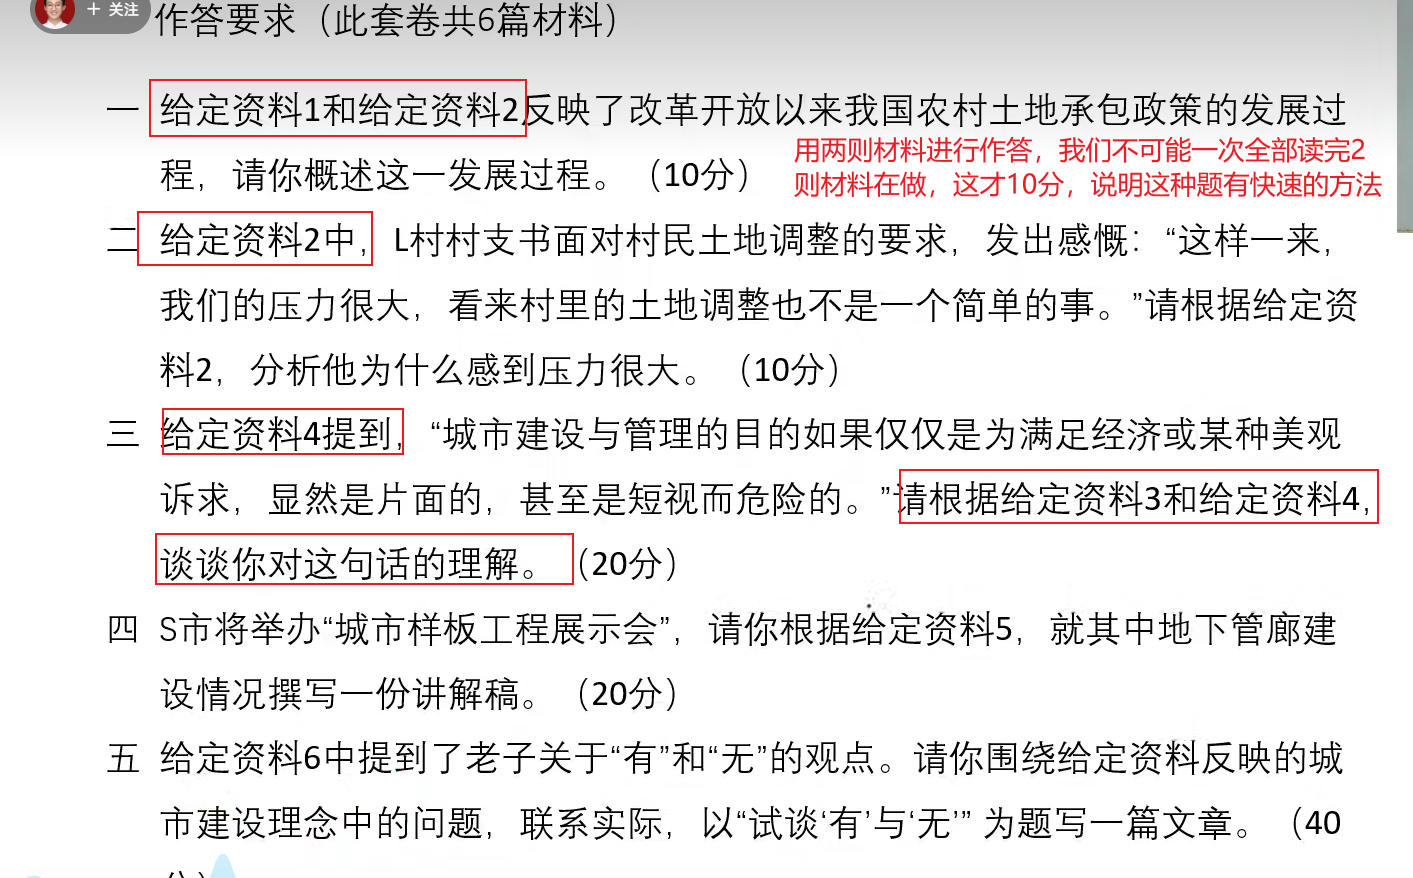 + 关注
作答要求（此套卷共6篇材料）
一 给定资料1和给定资料2反映了改革开放以来我国农村土地承包政策的发展过
程，请你概述这一发展过程。（10分）
用两则材料进行作答，我们不可能一次全部读完2
则材料在做，这才10分，说明这种题有快速的方法
二 给定资料2中，L村村支书面对村民土地调整的要求，发出感慨：“这样一来，
我们的压力很大，看来村里的土地调整也不是一个简单的事。”请根据给定资
料2，分析他为什么感到压力很大。（10分）
三 给定资料4提到，“城市建设与管理的目的如果仅仅是为满足经济或某种美观
诉求，显然是片面的，甚至是短视而危险的。”请根据给定资料3和给定资料4，
谈谈你对这句话的理解。（20分）
四 S市将举办“城市样板工程展示会”，请你根据给定资料5，就其中地下管廊建
设情况撰写一份讲解稿。（20分）
五 给定资料6中提到了老子关于“有”和“无”的观点。请你围绕给定资料反映的城
市建设理念中的问题，联系实际，以“试谈‘有’与‘无’” 为题写一篇文章。（40